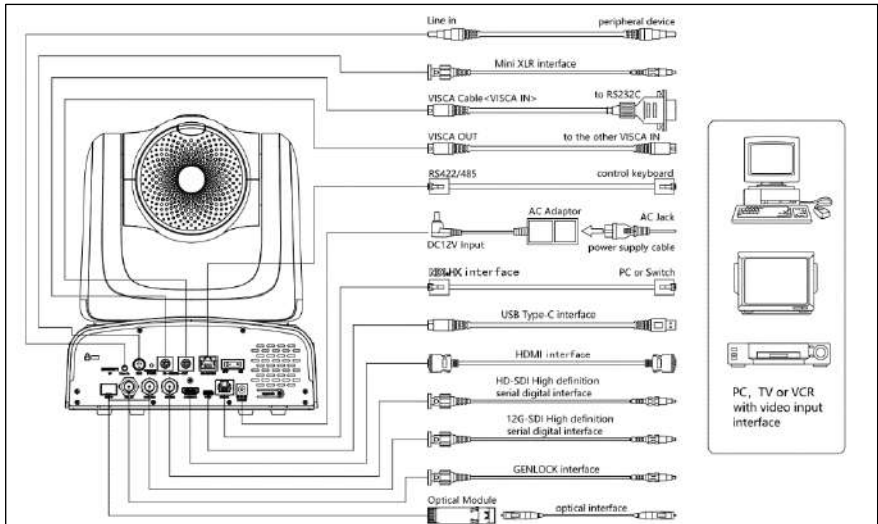 Line in
peripheral device
Mini XLR interface
VISCA Cable<VISCA IN>
to RS232C
VISCA OUT
to the other VISCA IN
RS422/485
control keyboard
AC Adaptor
AC Jack
DC12V Input
power supply cable
HX interface
PC or Switch
USB Type-C interface
HDMI interface
HD-SDI High definition
serial digital interface
12G-SDI High definition
serial digital interface
GENLOCK interface
Optical Module
optical interface
PC, TV or VCR
with video input
interface